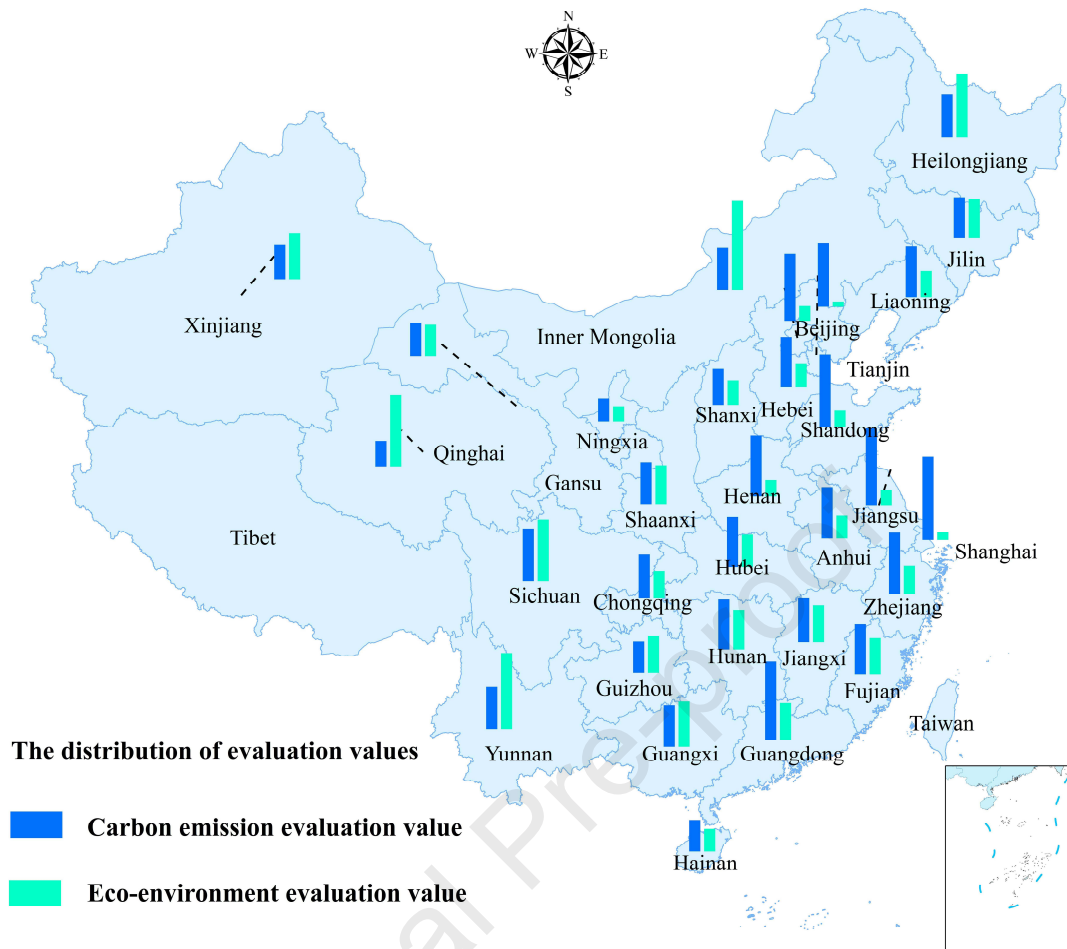 N
W E
S
Heilongjiang
Jilin
Liaoning
Xinjiang
Inner Mongolia
Beijing
Tianjin
Shanxi
Hebei
Shandong
Ningxia
Qinghai
Gansu
Shaanxi
Henan
Jiangsu
Tibet
Anhui
Shanghai
Hubei
Sichuan
Chongqing
Zhejiang
Hunan
Jiangxi
Guizhou
Fujian
Taiwan
Yunnan
Guangxi
Guangdong
Hainan
The distribution of evaluation values
Carbon emission evaluation value
Eco-environment evaluation value
al Pre-proof